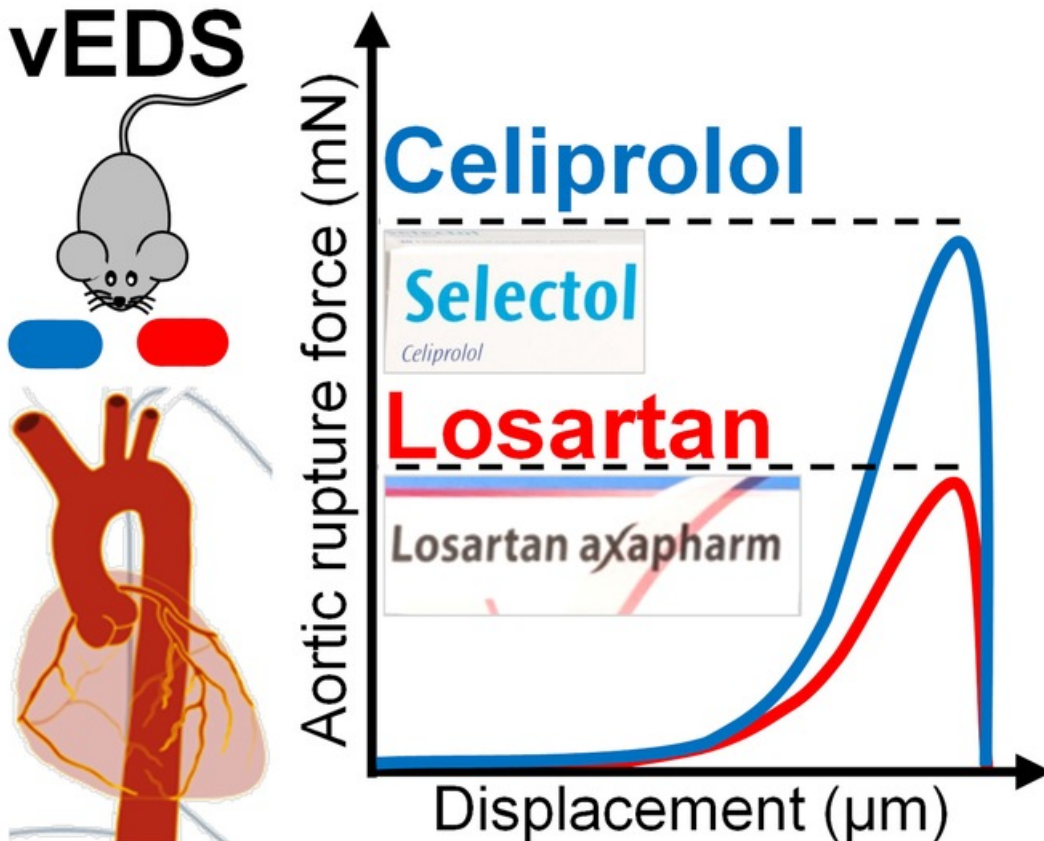 vEDS
Aortic rupture force (mN)
Celiprolol
Selectol
Celiprolol
Losartan
Losartan axapharm
Displacement (μm)